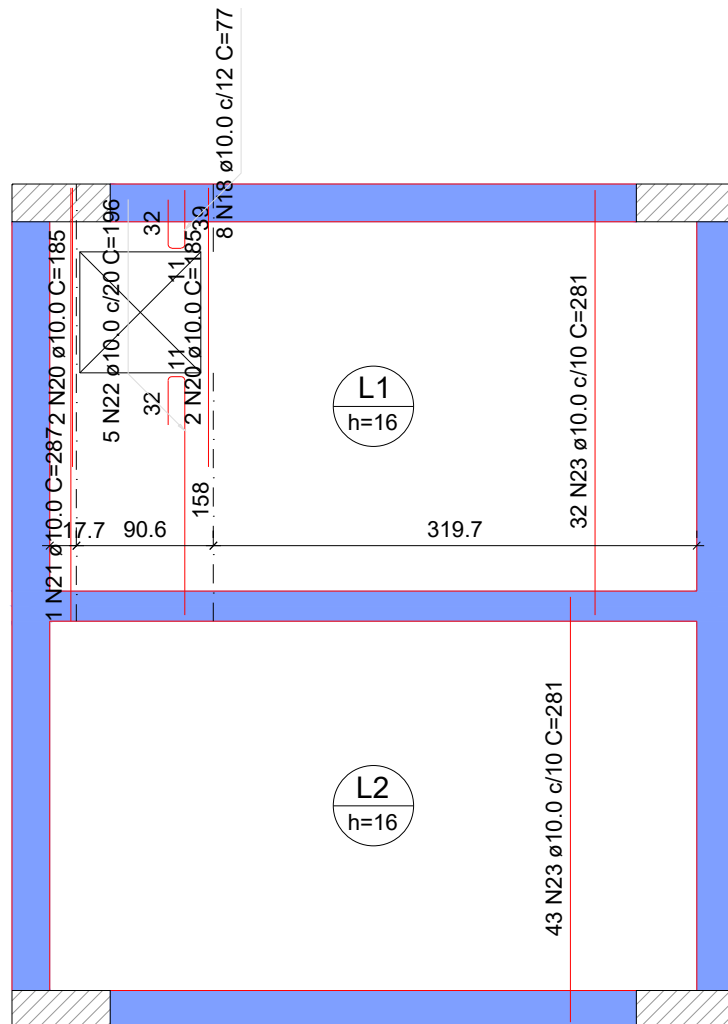 8 N18 ø10.0 c/12 C=77
32
39
11
2 N20 ø10.0 C=185
5 N22 ø10.0 c/20 C=196
2 N20 ø10.0 C=185
11
32
L1
h=16
32 N23 ø10.0 c/10 C=281
1 N21 ø10.0 C=287
158
17.7
90.6
319.7
43 N23 ø10.0 c/10 C=281
L2
h=16